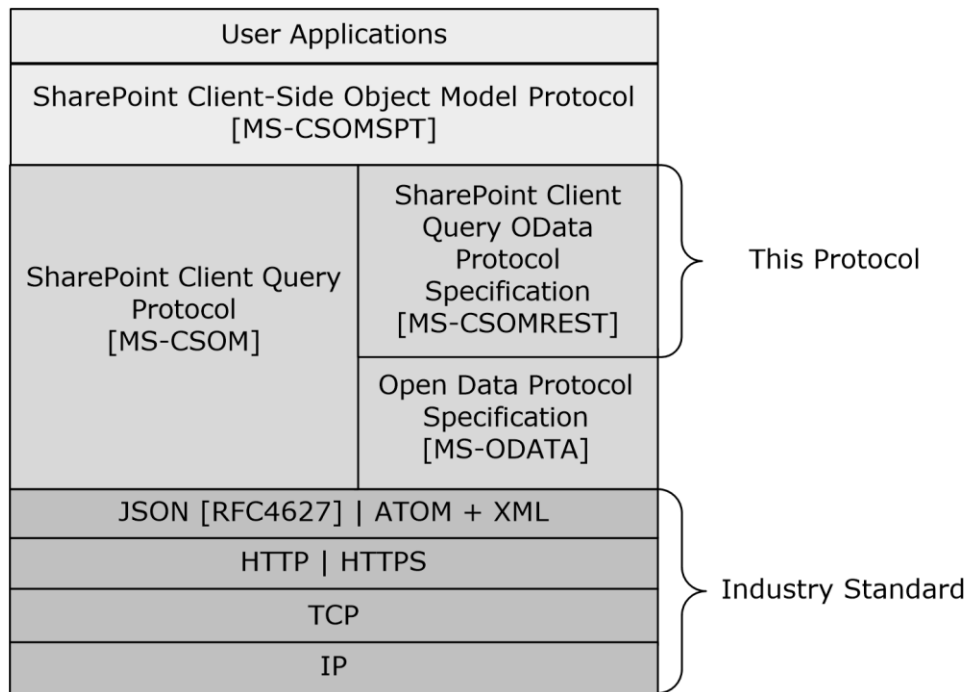 User Applications
SharePoint Client-Side Object Model Protocol
[MS-CSOMSPT]
SharePoint Client Query
Protocol
[MS-CSOM]
SharePoint Client
Query OData
Protocol
Specification
[MS-CSOMREST]
This Protocol
Open Data Protocol
Specification
[MS-ODATA]
JSON [RFC4627] | ATOM + XML
HTTP | HTTPS
TCP
IP
Industry Standard